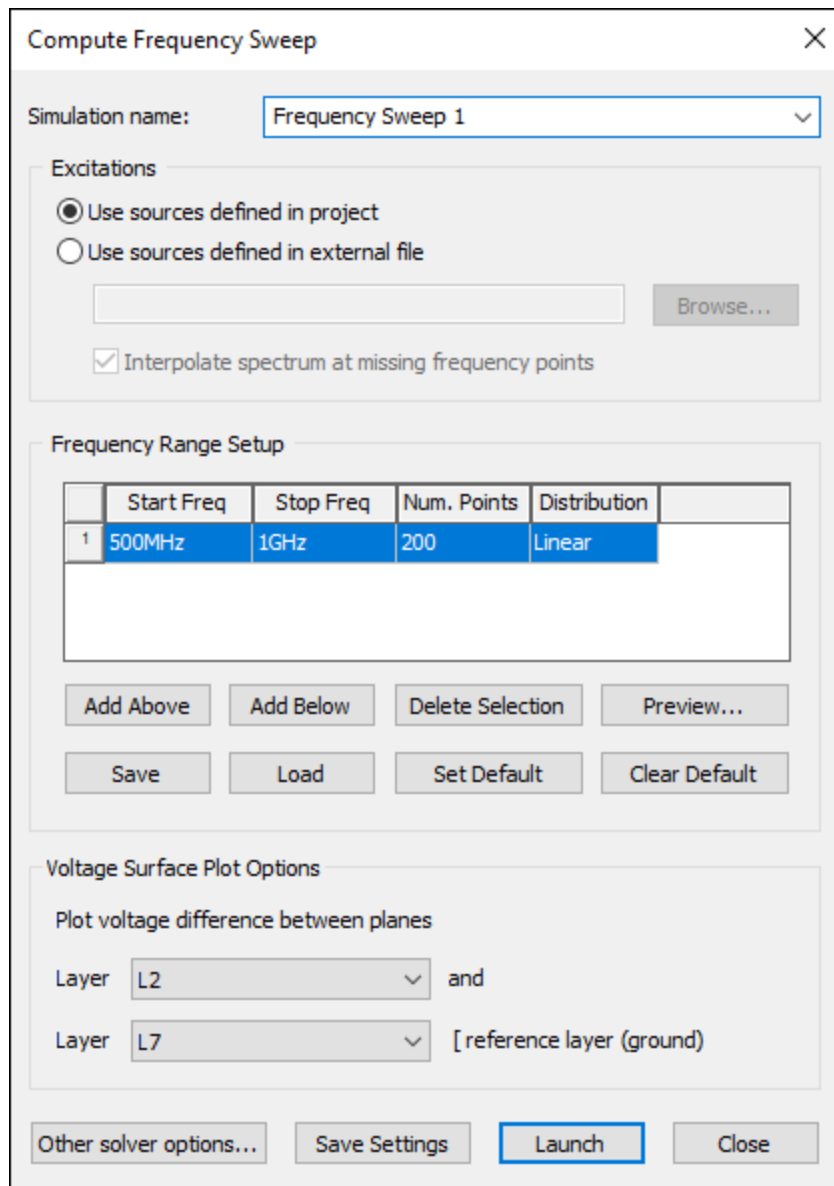 Compute Frequency Sweep
Simulation name: Frequency Sweep 1
Excitations
Use sources defined in project
Use sources defined in external file
Browse...
Interpolate spectrum at missing frequency points
Frequency Range Setup
Start Freq Stop Freq Num. Points Distribution
1 500MHz 1GHz 200 Linear
Add Above Add Below Delete Selection Preview...
Save Load Set Default Clear Default
Voltage Surface Plot Options
Plot voltage difference between planes
Layer L2 and
Layer L7 [ reference layer (ground)
Other solver options... Save Settings Launch Close